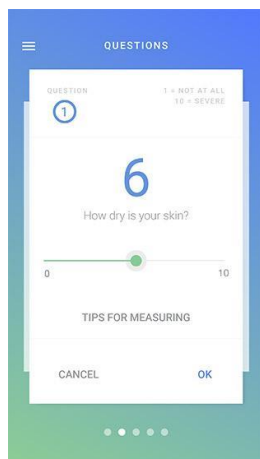 QUESTIONS
QUESTION
1 = NOT AT ALL
10 = SEVERE
1
6
How dry is your skin?
0
10
TIPS FOR MEASURING
CANCEL
OK